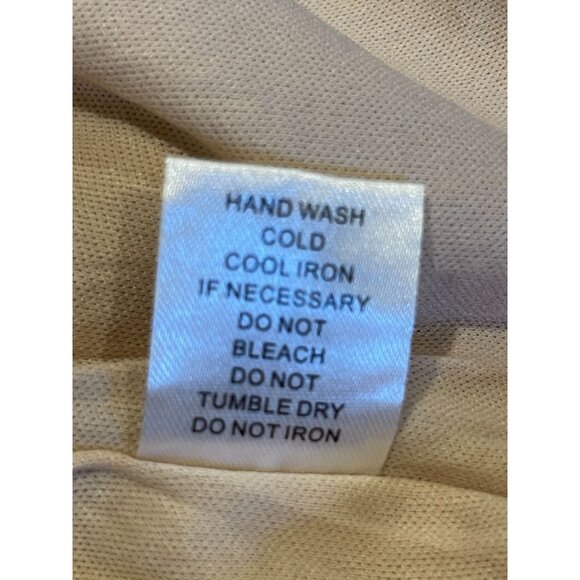 HAND WASH
COLD
COOL IRON
IF NECESSARY
DO NOT
BLEACH
DO NOT
TUMBLE DRY
DO NOT IRON